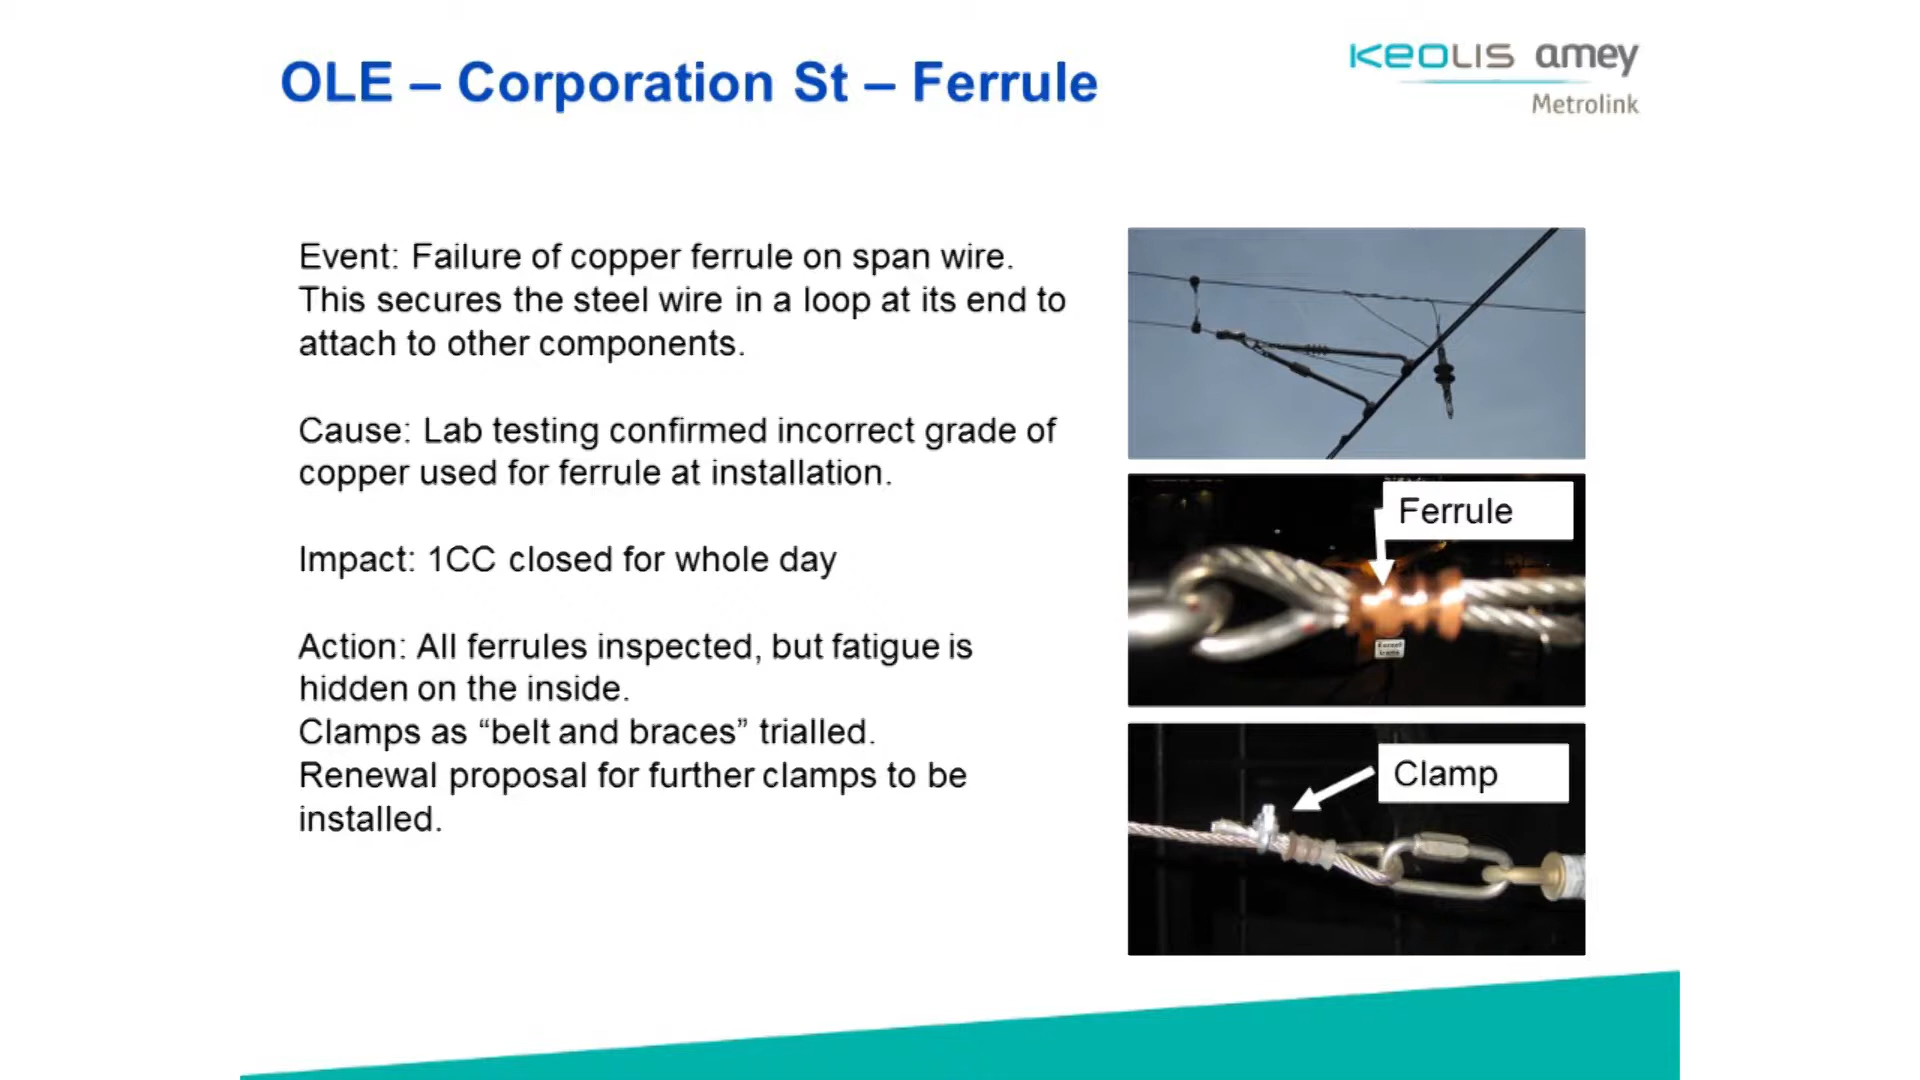 OLE – Corporation St – Ferrule
KEOLIS amey
Metrolink
Event: Failure of copper ferrule on span wire.
This secures the steel wire in a loop at its end to
attach to other components.
Cause: Lab testing confirmed incorrect grade of
copper used for ferrule at installation.
Impact: 1CC closed for whole day
Action: All ferrules inspected, but fatigue is
hidden on the inside.
Clamps as “belt and braces” trialled.
Renewal proposal for further clamps to be
installed.
Ferrule
Clamp